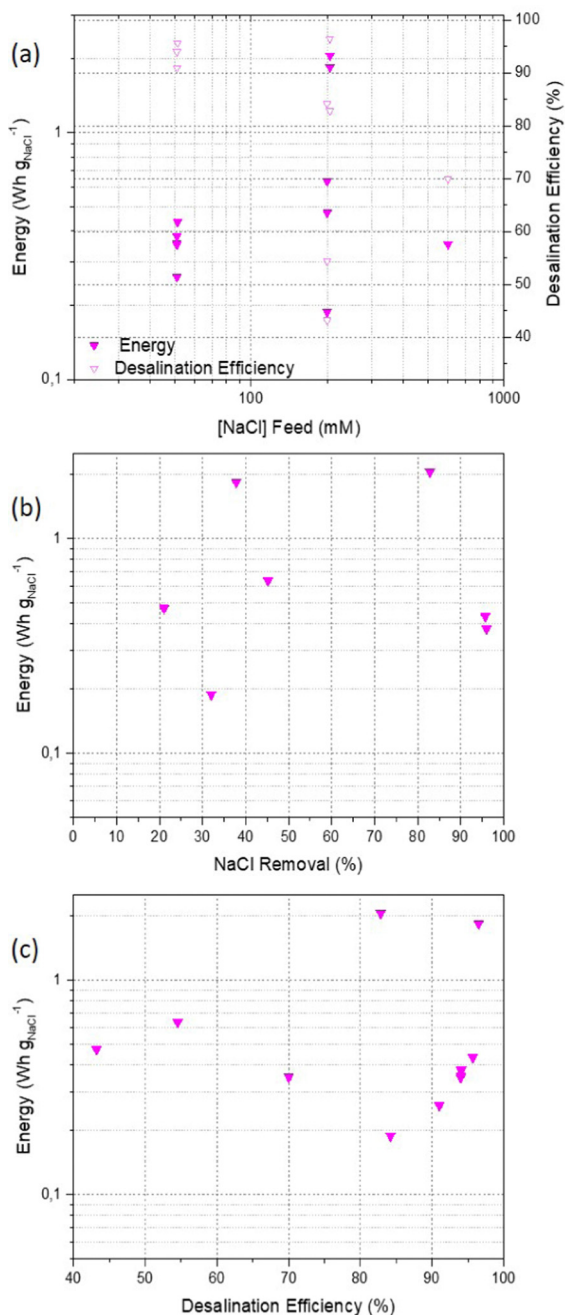 (a)
Energy (Wh g_NaCl^-1)
1
0,1
100
90
80
70
60
50
40
Desalination Efficiency (%)
Energy
Desalination Efficiency
100
1000
[NaCl] Feed (mM)
(b)
Energy (Wh g_NaCl^-1)
1
0,1
0 10 20 30 40 50 60 70 80 90 100
NaCl Removal (%)
(c)
Energy (Wh g_NaCl^-1)
1
0,1
40 50 60 70 80 90 100
Desalination Efficiency (%)